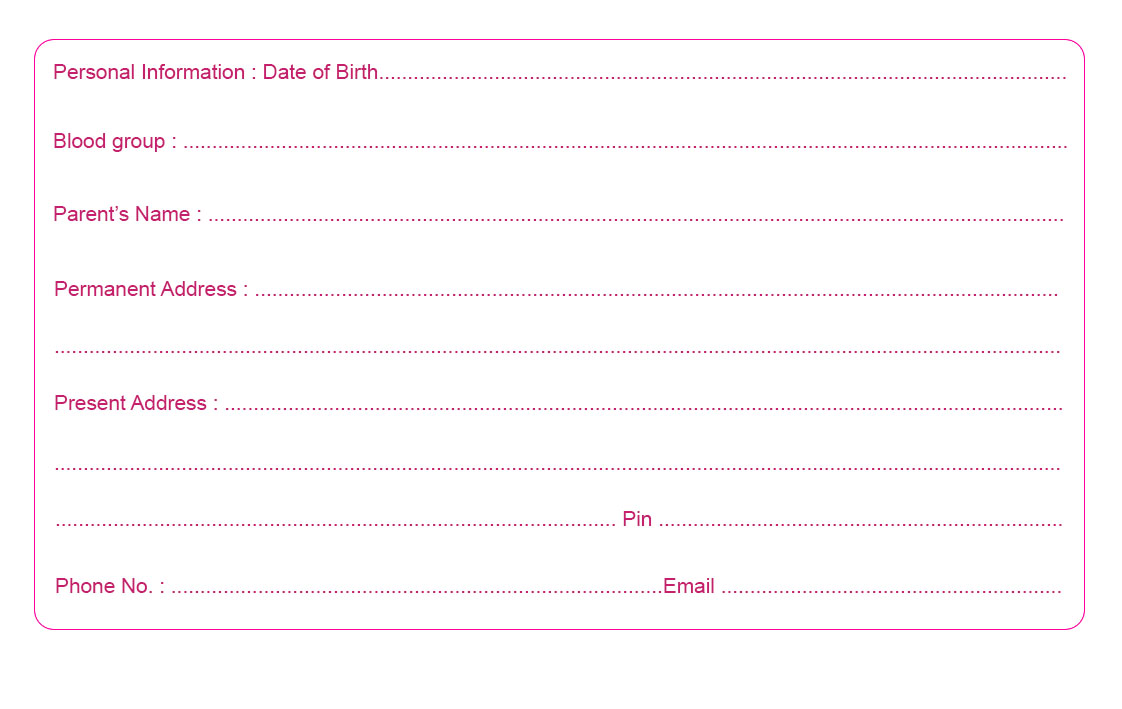 Personal Information : Date of Birth........................................................................................................................
Blood group : ..........................................................................................................................................................
Parent’s Name : .....................................................................................................................................................
Permanent Address : ............................................................................................................................................
...............................................................................................................................................................................
Present Address : ..................................................................................................................................................
...............................................................................................................................................................................
.................................................................................................. Pin ......................................................................
Phone No. : .....................................................................................Email ...........................................................